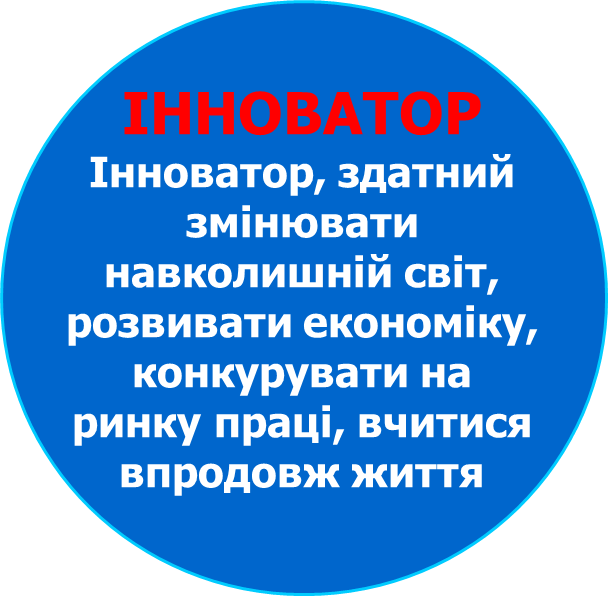 ІННОВАТОР
Інноватор, здатний
змінювати
навколишній світ,
розвивати економіку,
конкурувати на
ринку праці, вчитися
впродовж життя